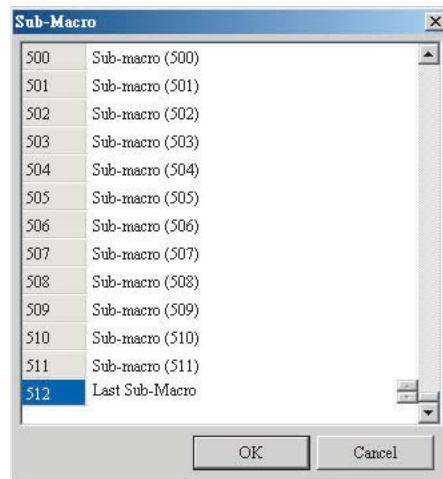 Sub-Macro
500 Sub-macro (500)
501 Sub-macro (501)
502 Sub-macro (502)
503 Sub-macro (503)
504 Sub-macro (504)
505 Sub-macro (505)
506 Sub-macro (506)
507 Sub-macro (507)
508 Sub-macro (508)
509 Sub-macro (509)
510 Sub-macro (510)
511 Sub-macro (511)
512 Last Sub-Macro
OK Cancel